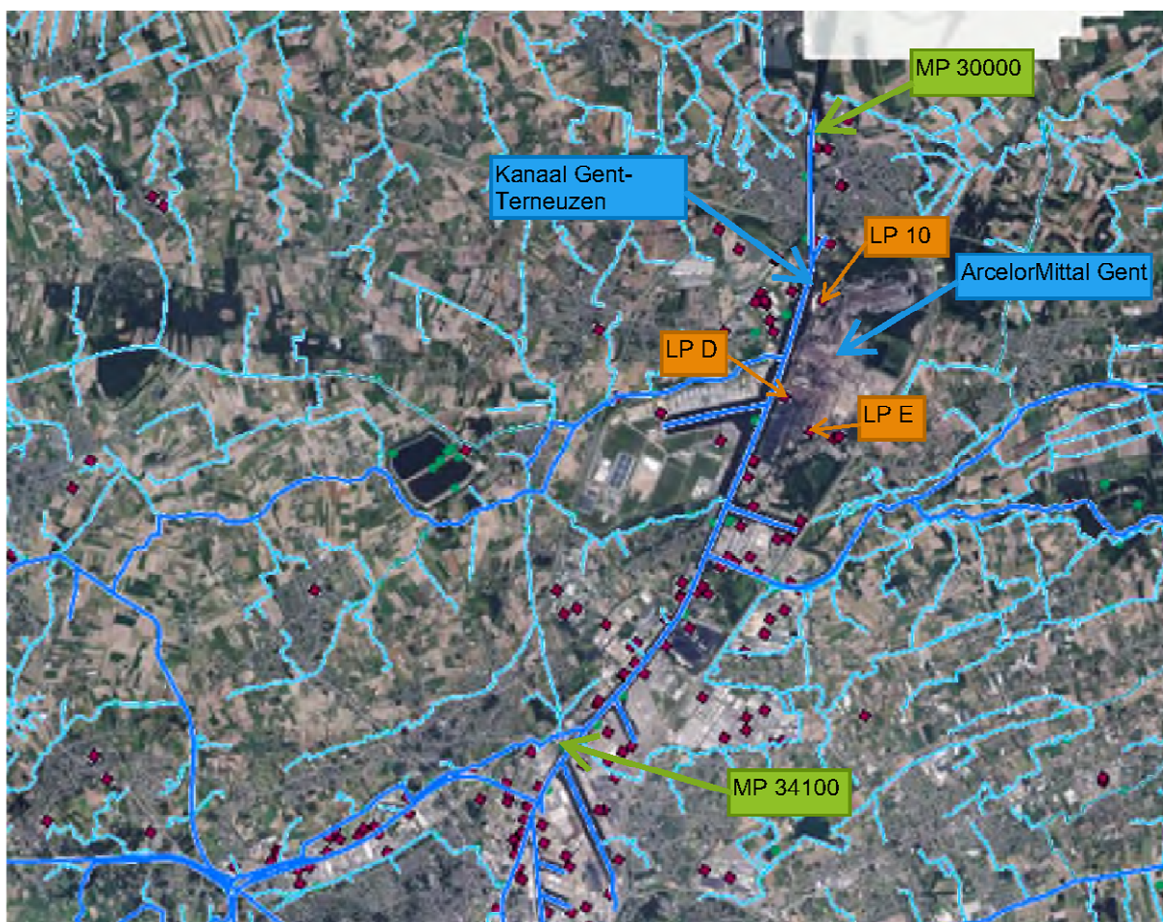 MP 30000
Kanaal Gent-
Terneuzen
LP 10
ArcelorMittal Gent
LP D
LP E
MP 34100